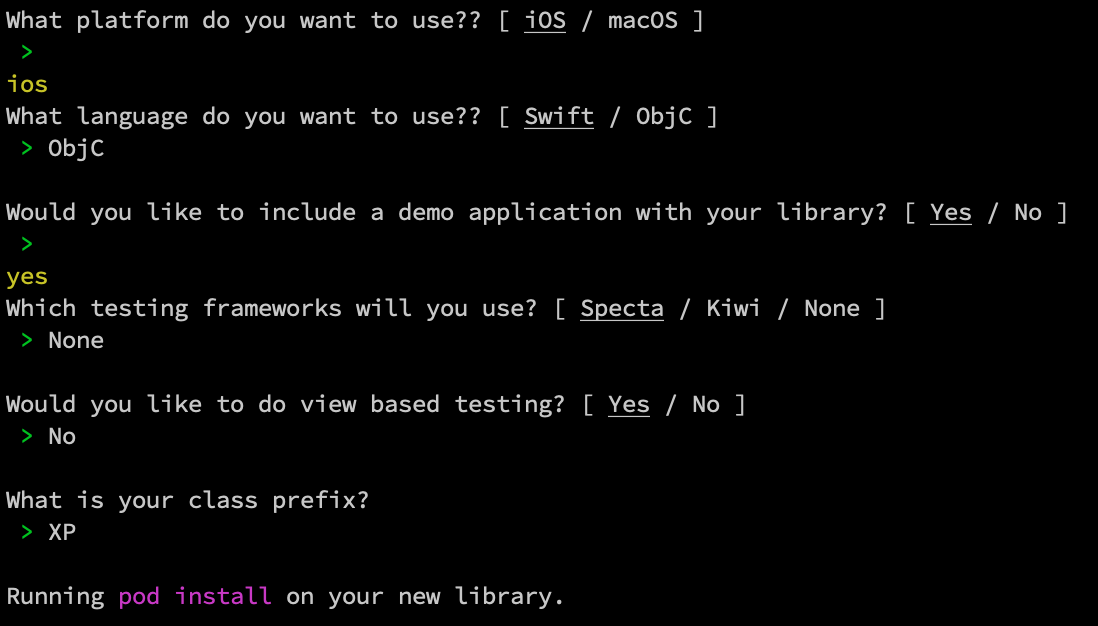 What platform do you want to use?? [ iOS / macOS ]
>
ios
What language do you want to use?? [ Swift / ObjC ]
> ObjC
Would you like to include a demo application with your library? [ Yes / No ]
>
yes
Which testing frameworks will you use? [ Specta / Kiwi / None ]
> None
Would you like to do view based testing? [ Yes / No ]
> No
What is your class prefix?
> XP
Running pod install on your new library.